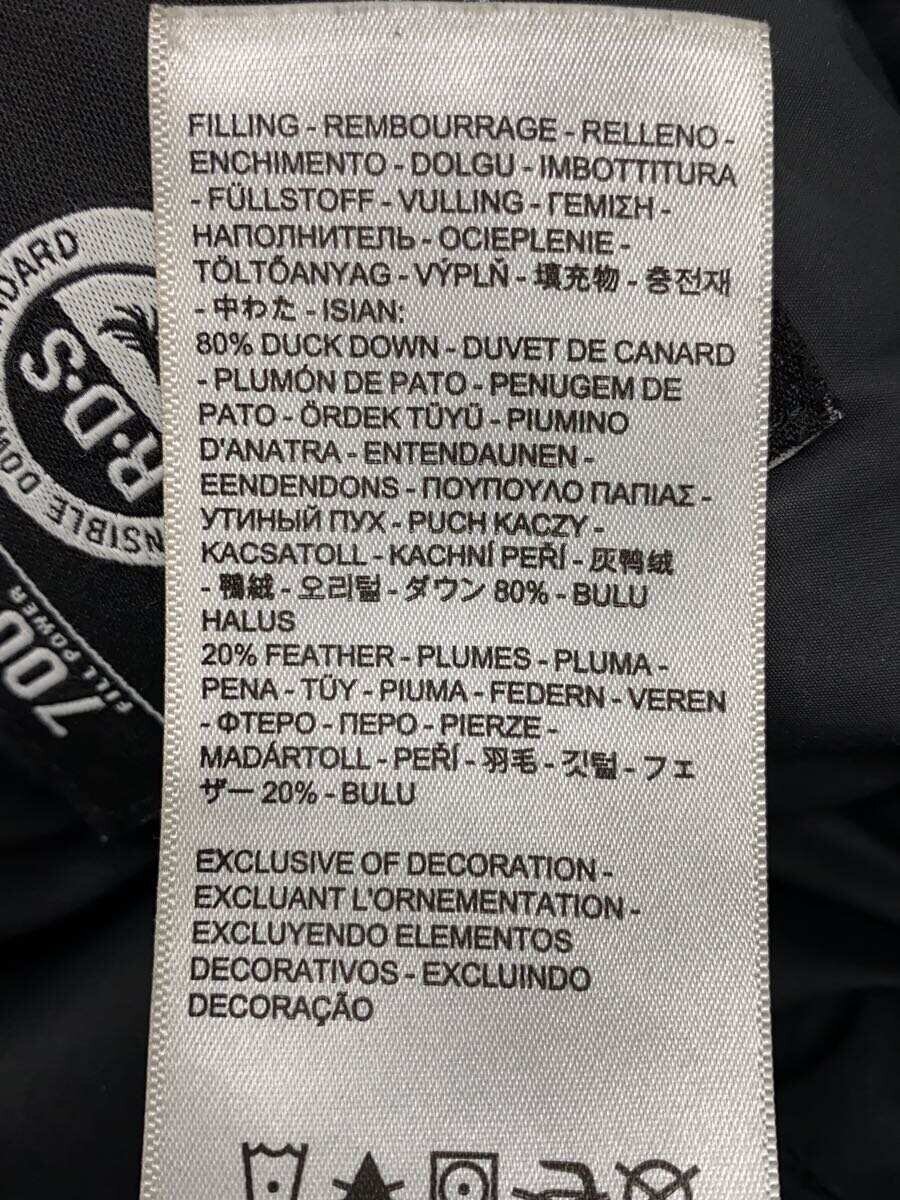 FILLING - REMBOURRAGE - RELLENO -
ENCHIMENTO - DOLGU - IMBOTTITURA
- FÜLLSTOFF - VULLING - ΓΕΜΙΣΗ -
НАПОЛНИТЕЛЬ - OCIEPLENIE -
TÖLTŐANYAG - VÝPLŇ - 填充物 - 충전재
- 中わた - ISIAN:
80% DUCK DOWN - DUVET DE CANARD
- PLUMÓN DE PATO - PENUGEM DE
PATO - ÖRDEK TÜYÜ - PIUMINO
D'ANATRA - ENTENDAUNEN -
EENDENDONS - ΠΟΥΠΟΥΛΟ ΠΑΠΙΑΣ -
УТИНЫЙ ПУХ - PUCH KACZY -
KACSATOLL - KACHNÍ PEŘÍ - 灰鸭绒
- 鴨絨 - 오리털 - ダウン 80% - BULU
HALUS
20% FEATHER - PLUMES - PLUMA -
PENA - TÜY - PIUMA - FEDERN - VEREN
- ΦΤΕΡΟ - ПЕРО - PIERZE -
MADÁRTOLL - PEŘÍ - 羽毛 - 깃털 - フェ
ザー 20% - BULU
EXCLUSIVE OF DECORATION -
EXCLUANT L'ORNEMENTATION -
EXCLUYENDO ELEMENTOS
DECORATIVOS - EXCLUINDO
DECORAÇÃO
R·D·S
700
FILL POWER